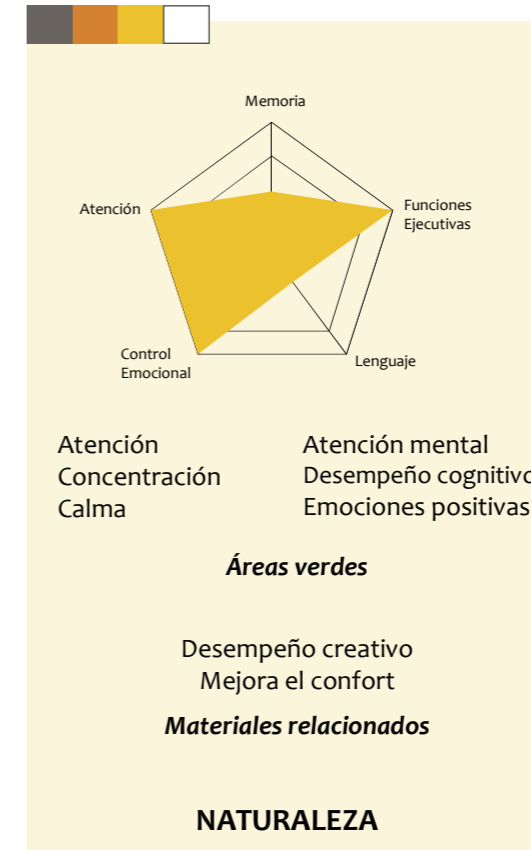 Memoria
Atención
Funciones
Ejecutivas
Control
Emocional
Lenguaje
Atención
Concentración
Calma
Atención mental
Desempeño cognitivo
Emociones positivas
Áreas verdes
Desempeño creativo
Mejora el confort
Materiales relacionados
NATURALEZA